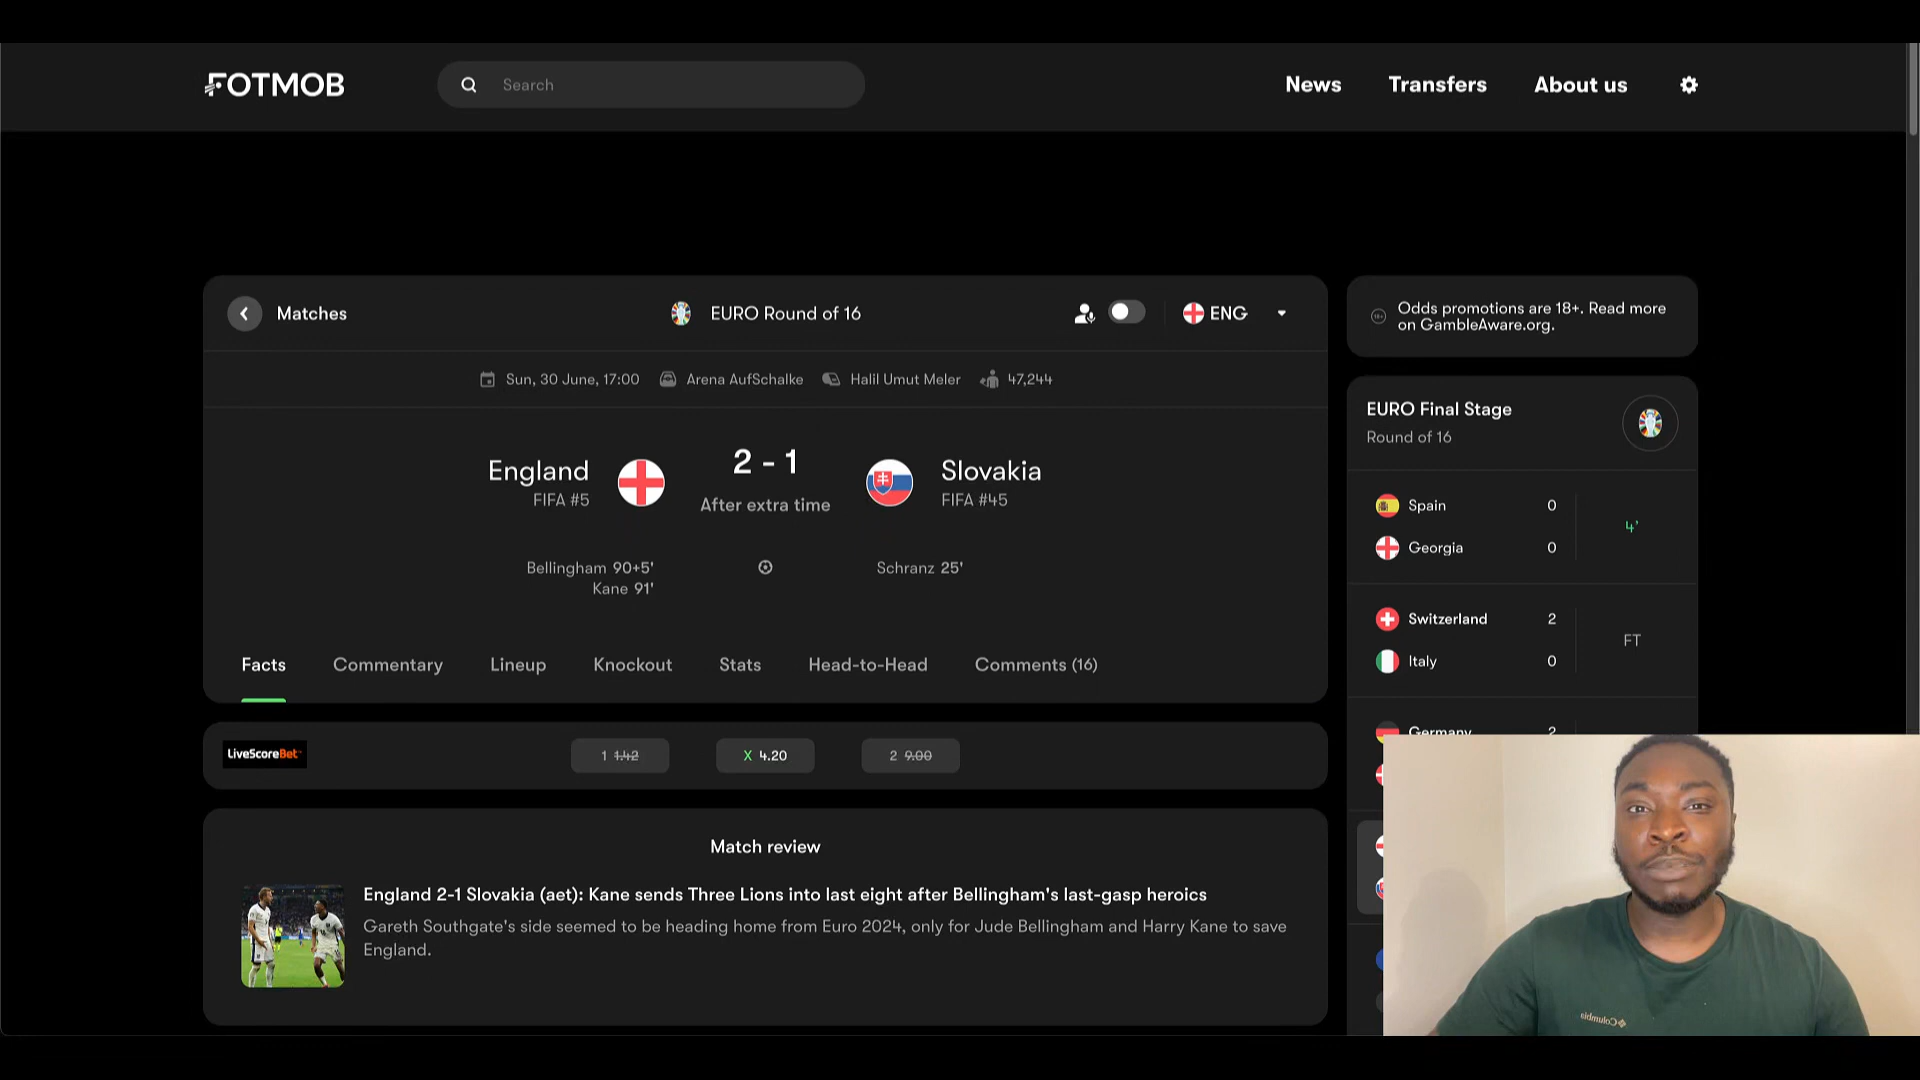 FOTMOB
Search
News
Transfers
About us
Matches
EURO Round of 16
ENG
Sun, 30 June, 17:00
Arena AufSchalke
Halil Umut Meler
47,244
England
FIFA #5
2 - 1
After extra time
Slovakia
FIFA #45
Bellingham 90+5'
Kane 91'
Schranz 25'
Facts
Commentary
Lineup
Knockout
Stats
Head-to-Head
Comments (16)
LiveScoreBet
1 1.42
X 4.20
2 9.00
Match review
England 2-1 Slovakia (aet): Kane sends Three Lions into last eight after Bellingham's last-gasp heroics
Gareth Southgate's side seemed to be heading home from Euro 2024, only for Jude Bellingham and Harry Kane to save
England.
18+
Odds promotions are 18+. Read more
on GambleAware.org.
EURO Final Stage
Round of 16
Spain 0
4'
Georgia 0
Switzerland 2
FT
Italy 0
Germany 2
Columbia